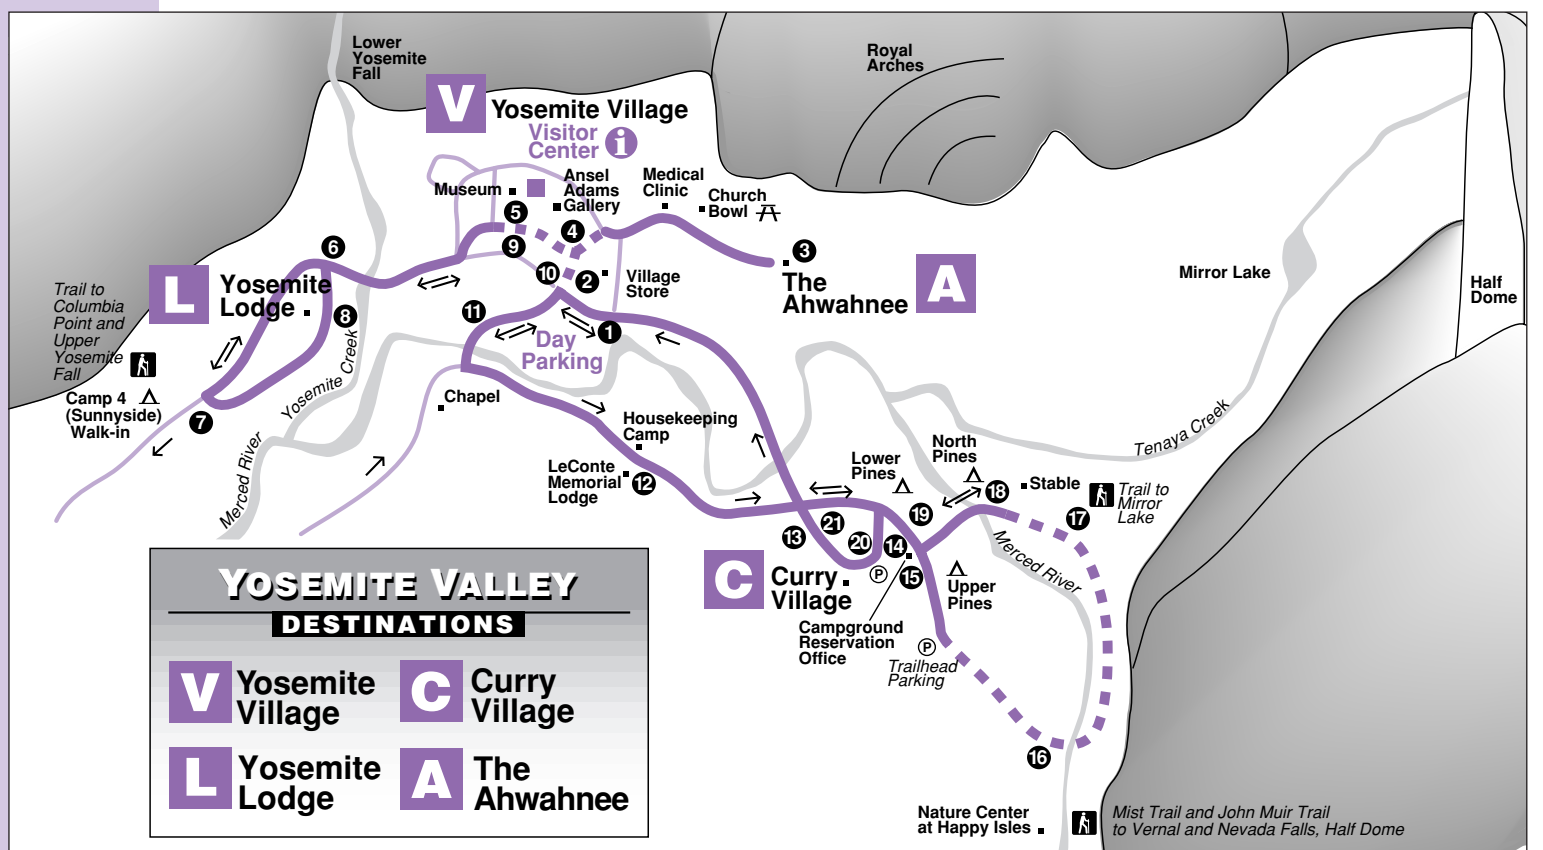 Lower
Yosemite
Fall
Royal
Arches
V
Yosemite Village
Visitor
Center
i
Museum
Ansel
Adams
Gallery
Medical
Clinic
Church
Bowl
5
4
9
10
2
Village
Store
3
The
Ahwahnee
A
Mirror Lake
Half
Dome
6
L
Yosemite
Lodge
8
11
1
Day
Parking
Trail to
Columbia
Point and
Upper
Yosemite
Fall
Camp 4
(Sunnyside)
Walk-in
7
Yosemite Creek
Merced River
Chapel
Housekeeping
Camp
LeConte
Memorial
Lodge
12
Tenaya Creek
North
Pines
Lower
Pines
18
Stable
17
Trail to
Mirror
Lake
19
21
13
20
14
15
P
C
Curry
Village
Upper
Pines
Merced River
Campground
Reservation
Office
P
Trailhead
Parking
16
Nature Center
at Happy Isles
Mist Trail and John Muir Trail
to Vernal and Nevada Falls, Half Dome
YOSEMITE VALLEY
DESTINATIONS
V
Yosemite
Village
C
Curry
Village
L
Yosemite
Lodge
A
The
Ahwahnee